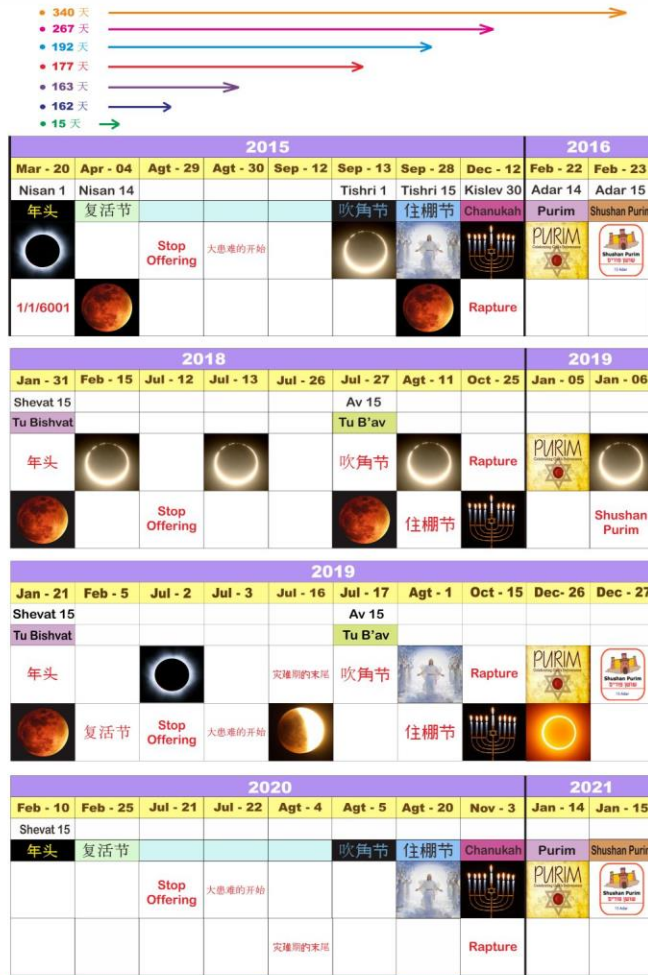 • 340 天
• 267 天
• 192 天
• 177 天
• 163 天
• 162 天
• 15 天
2015 2016
Mar - 20 Apr - 04 Agt - 29 Agt - 30 Sep - 12 Sep - 13 Sep - 28 Dec - 12 Feb - 22 Feb - 23
Nisan 1 Nisan 14 Tishri 1 Tishri 15 Kislev 30 Adar 14 Adar 15
年头 复活节 吹角节 住棚节 Chanukah Purim Shushan Purim
Stop Offering 大患难的开始 PURIM Shushan Purim
1/1/6001 Rapture
2018 2019
Jan - 31 Feb - 15 Jul - 12 Jul - 13 Jul - 26 Jul - 27 Agt - 11 Oct - 25 Jan - 05 Jan - 06
Shevat 15 Av 15
Tu Bishvat Tu B'av
年头 吹角节 Rapture PURIM
Stop Offering 住棚节 Shushan Purim
2019
Jan - 21 Feb - 5 Jul - 2 Jul - 3 Jul - 16 Jul - 17 Agt - 1 Oct - 15 Dec- 26 Dec - 27
Shevat 15 Av 15
Tu Bishvat Tu B'av
年头 灾难期的末尾 吹角节 Rapture PURIM Shushan Purim
复活节 Stop Offering 大患难的开始 住棚节
2020 2021
Feb - 10 Feb - 25 Jul - 21 Jul - 22 Agt - 4 Agt - 5 Agt - 20 Nov - 3 Jan - 14 Jan - 15
Shevat 15
年头 复活节 吹角节 住棚节 Chanukah Purim Shushan Purim
Stop Offering 大患难的开始 PURIM Shushan Purim
灾难期的末尾 Rapture